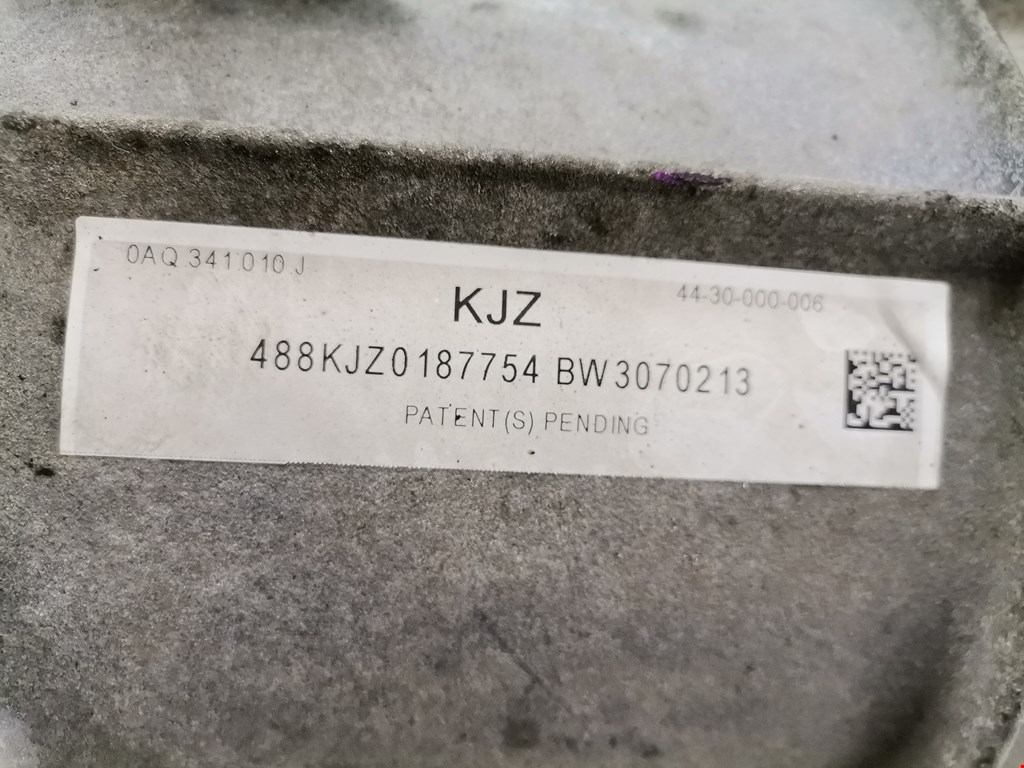 0AQ 341 010 J
KJZ
44-30-000-006
488KJZ0187754 BW3070213
PATENT(S) PENDING